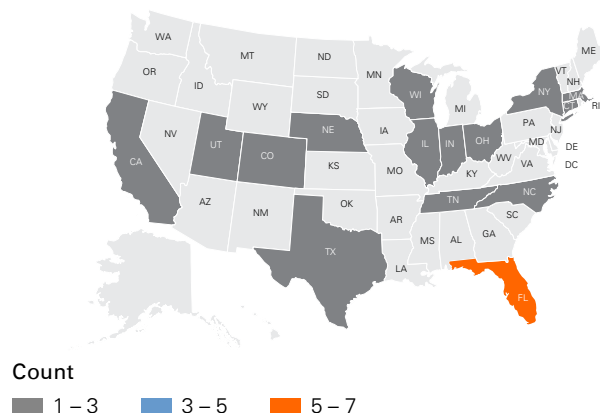 WA
MT
ND
MN
ME
VT
NH
OR
ID
SD
WI
NY
MA
WY
MI
CT
RI
NE
IA
PA
NJ
NV
UT
IL
IN
OH
MD
DE
CA
CO
KS
MO
WV
VA
DC
KY
NC
TN
AZ
NM
OK
AR
SC
MS
AL
GA
TX
LA
FL
Count
1 – 3
3 – 5
5 – 7